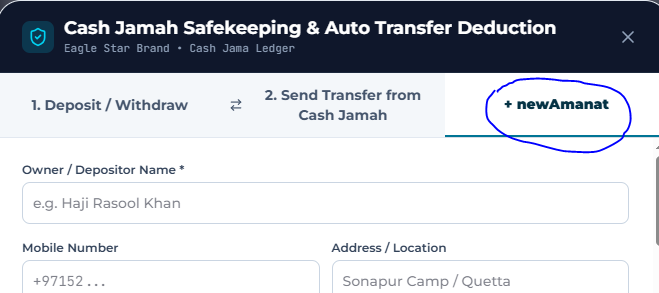 Cash Jamah Safekeeping & Auto Transfer Deduction
Eagle Star Brand • Cash Jama Ledger
1. Deposit / Withdraw
2. Send Transfer from
Cash Jamah
+ newAmanat
Owner / Depositor Name *
e.g. Haji Rasool Khan
Mobile Number
Address / Location
+97152 ...
Sonapur Camp / Quetta